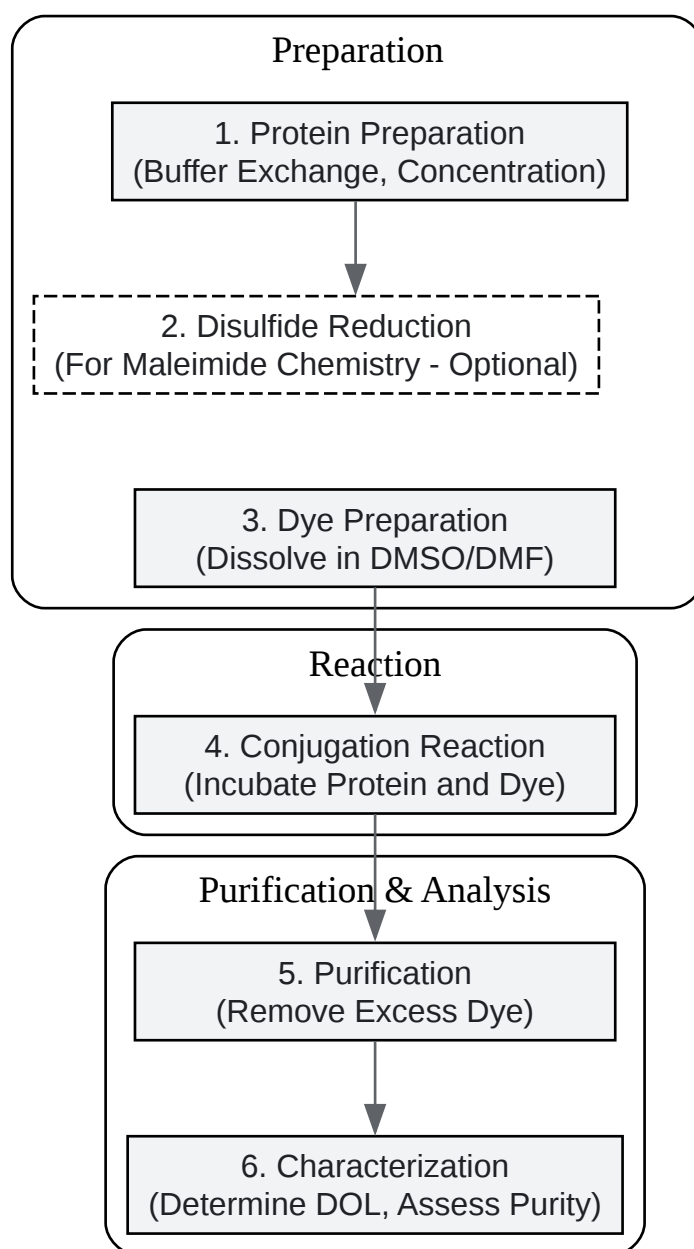 Preparation
1. Protein Preparation
(Buffer Exchange, Concentration)
2. Disulfide Reduction
(For Maleimide Chemistry - Optional)
3. Dye Preparation
(Dissolve in DMSO/DMF)
Reaction
4. Conjugation Reaction
(Incubate Protein and Dye)
Purification & Analysis
5. Purification
(Remove Excess Dye)
6. Characterization
(Determine DOL, Assess Purity)